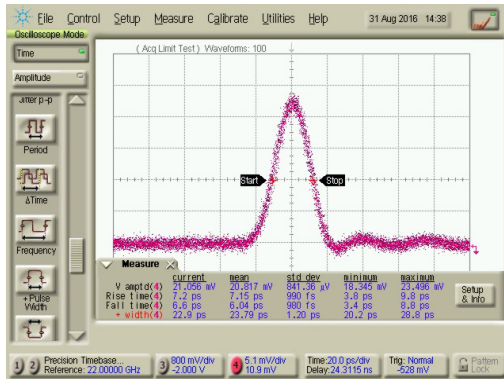 File Control Setup Measure Calibrate Utilities Help 31 Aug 2016 14:38
Oscilloscope Mode
Time
Amplitude
( Acq Limit Test ) Waveforms: 100
Jitter p-p
Period
ΔTime
Frequency
+ Pulse
Width
Start
Stop
Measure
current mean std dev minimum maximum
V amptd(4) 21.056 mV 20.817 mV 841.36 µV 18.345 mV 23.496 mV
Rise time(4) 7.2 ps 7.15 ps 990 fs 3.8 ps 9.8 ps
Fall time(4) 6.6 ps 6.04 ps 980 fs 3.4 ps 9.8 ps
+ width(4) 22.9 ps 23.79 ps 1.20 ps 20.2 ps 28.8 ps
Setup
& Info
1 2 Precision Timebase...
Reference: 22.00000 GHz
3 800 mV/div
-2.000 V
4 5.1 mV/div
10.9 mV
Time:20.0 ps/div
Delay:24.3115 ns
Trig: Normal
-528 mV
Pattern
Lock